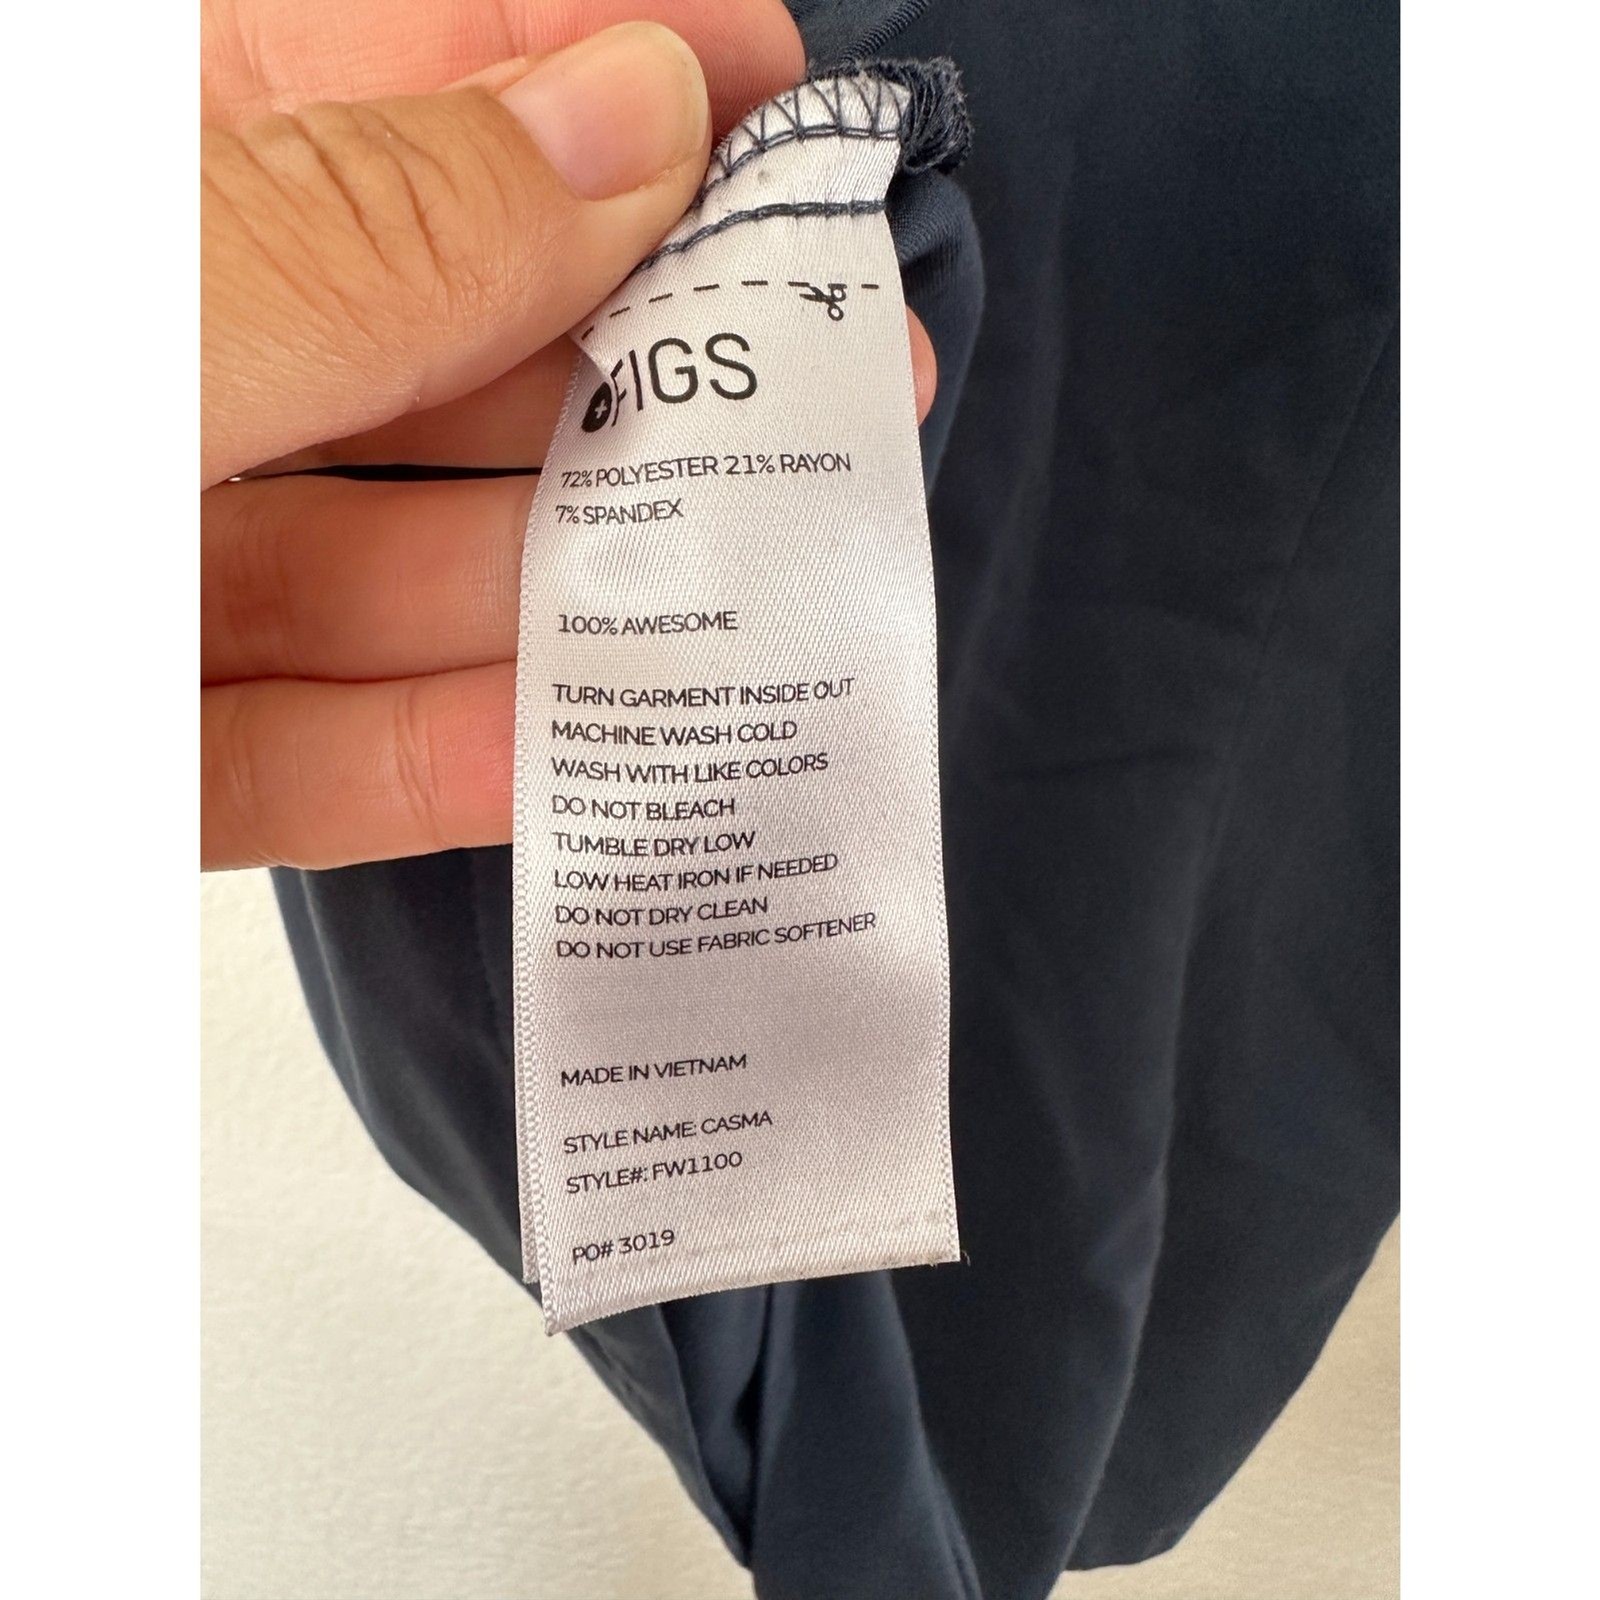 FIGS
72% POLYESTER 21% RAYON
7% SPANDEX
100% AWESOME
TURN GARMENT INSIDE OUT
MACHINE WASH COLD
WASH WITH LIKE COLORS
DO NOT BLEACH
TUMBLE DRY LOW
LOW HEAT IRON IF NEEDED
DO NOT DRY CLEAN
DO NOT USE FABRIC SOFTENER
MADE IN VIETNAM
STYLE NAME: CASMA
STYLE#: FW1100
PO# 3019